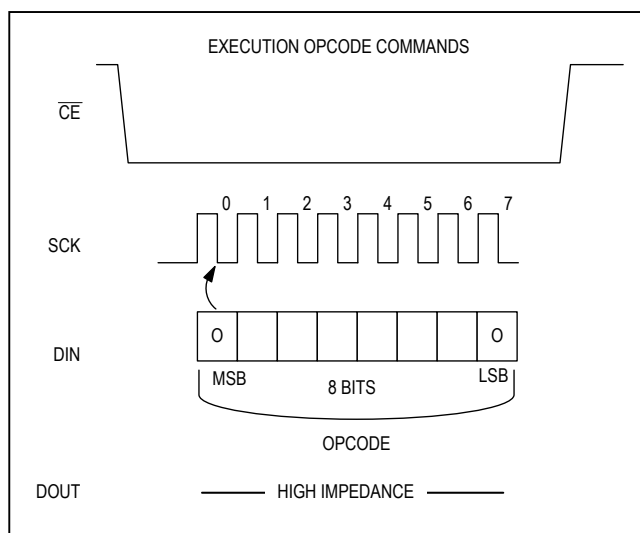 EXECUTION OPCODE COMMANDS
CE
0 1 2 3 4 5 6 7
SCK
DIN
O O
MSB 8 BITS LSB
OPCODE
DOUT HIGH IMPEDANCE